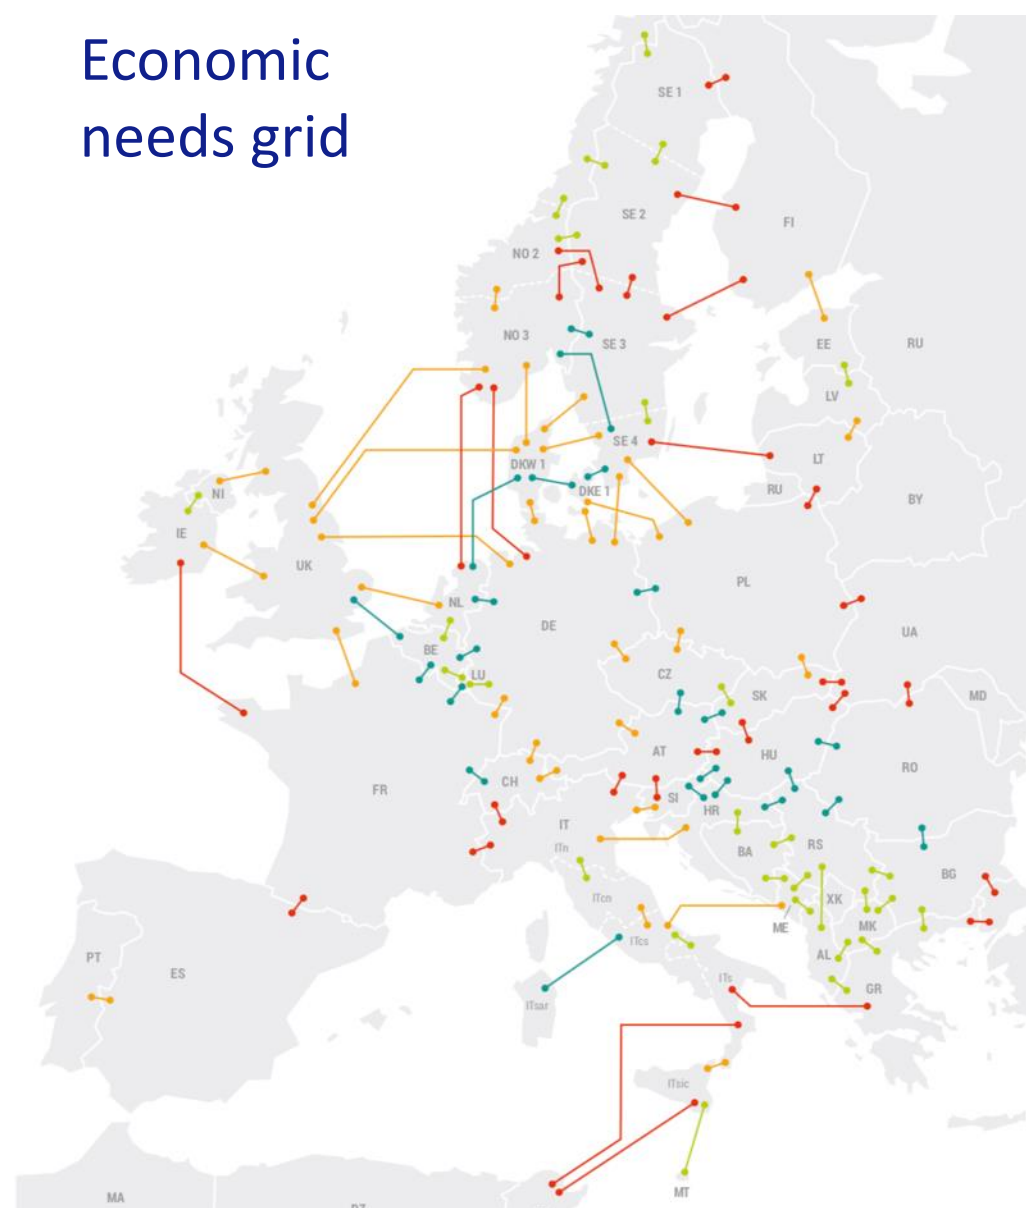 Economic
needs grid
SE 1
SE 2
FI
NO 2
NO 3
SE 3
EE
RU
LV
SE 4
DKW 1
LT
NI
DKE 1
RU
BY
IE
UK
PL
NL
DE
UA
BE
LU
CZ
SK
MD
AT
HU
RO
CH
FR
SI
HR
IT
ITn
BA
RS
BG
ITcn
XK
ME
MK
ITcs
AL
PT
ES
ITs
GR
ITsar
ITsic
MT
MA